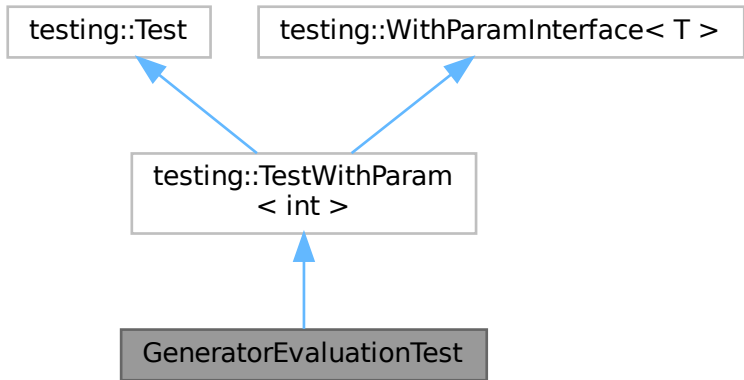 testing::Test
testing::WithParamInterface< T >
testing::TestWithParam
< int >
GeneratorEvaluationTest